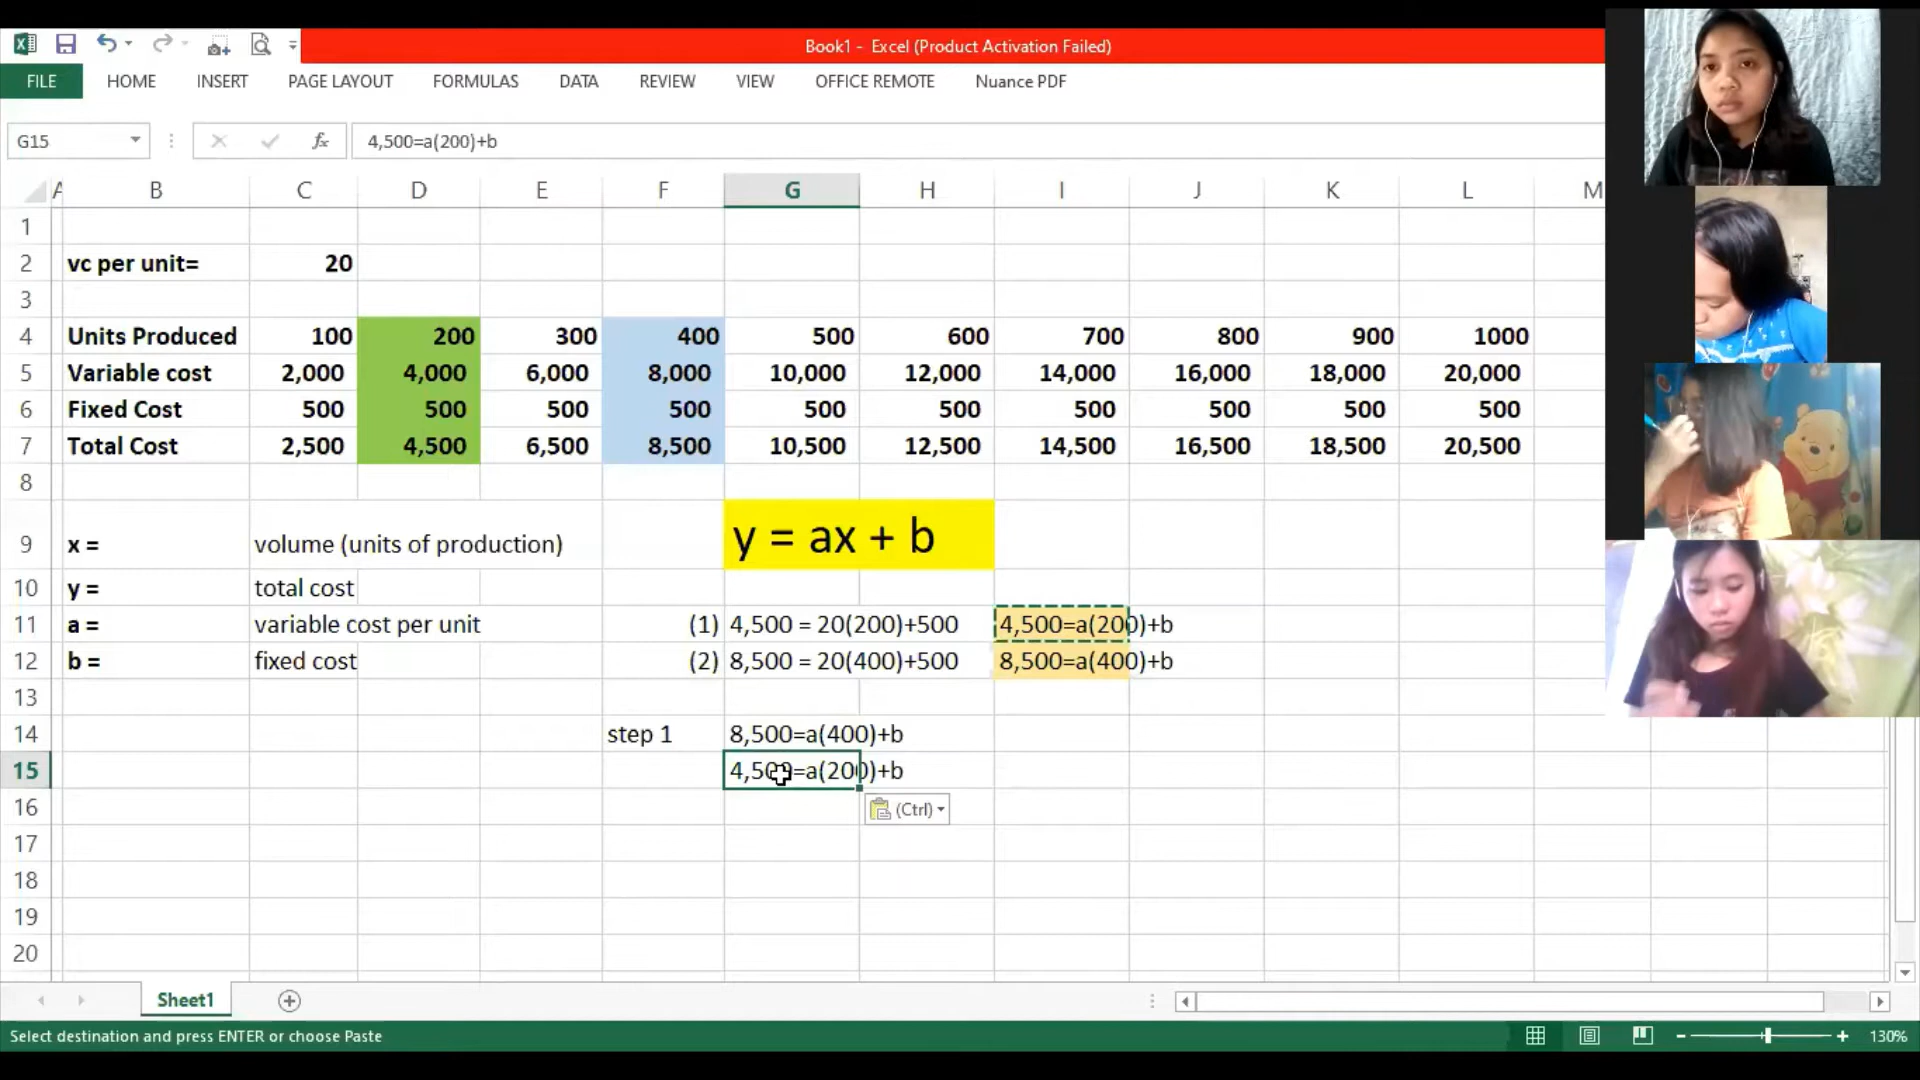 Book1 - Excel (Product Activation Failed)
FILE HOME INSERT PAGE LAYOUT FORMULAS DATA REVIEW VIEW OFFICE REMOTE Nuance PDF
G15 fx 4,500=a(200)+b
A B C D E F G H I J K L M
1
2 vc per unit= 20
3
4 Units Produced 100 200 300 400 500 600 700 800 900 1000
5 Variable cost 2,000 4,000 6,000 8,000 10,000 12,000 14,000 16,000 18,000 20,000
6 Fixed Cost 500 500 500 500 500 500 500 500 500 500
7 Total Cost 2,500 4,500 6,500 8,500 10,500 12,500 14,500 16,500 18,500 20,500
8
9 x = volume (units of production) y = ax + b
10 y = total cost
11 a = variable cost per unit (1) 4,500 = 20(200)+500 4,500=a(200)+b
12 b = fixed cost (2) 8,500 = 20(400)+500 8,500=a(400)+b
13
14 step 1 8,500=a(400)+b
15 4,500=a(200)+b
16 (Ctrl)
17
18
19
20
Sheet1
Select destination and press ENTER or choose Paste 130%